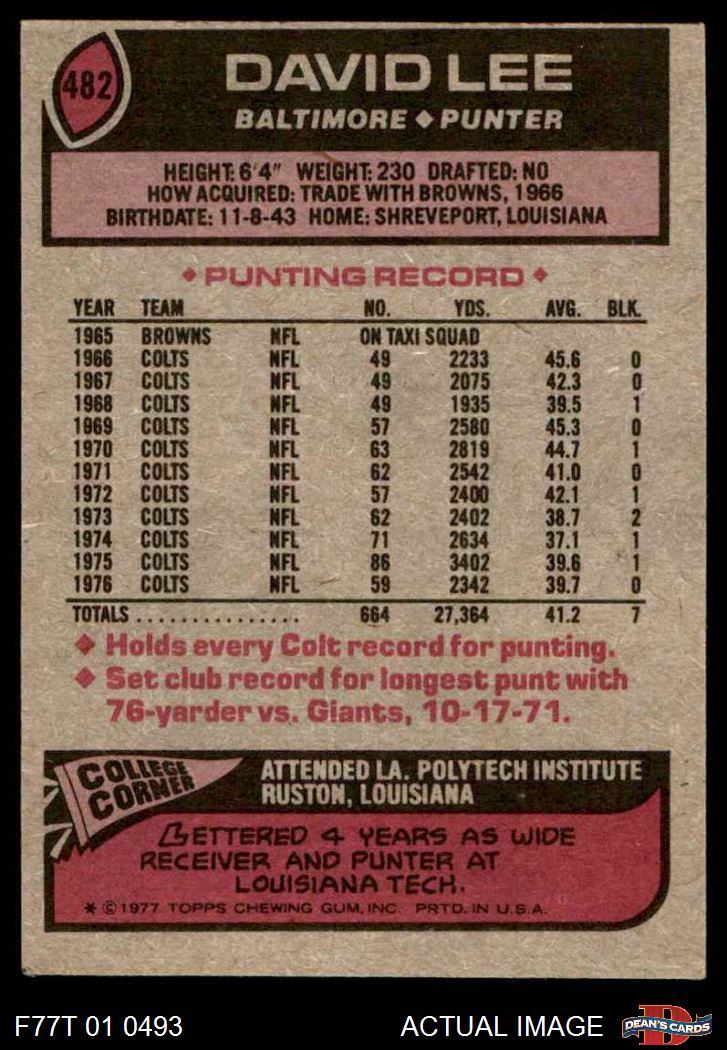 482
DAVID LEE
BALTIMORE ♦ PUNTER
HEIGHT: 6'4" WEIGHT: 230 DRAFTED: NO
HOW ACQUIRED: TRADE WITH BROWNS, 1966
BIRTHDATE: 11-8-43 HOME: SHREVEPORT, LOUISIANA
♦ PUNTING RECORD ♦
YEAR TEAM NO. YDS. AVG. BLK.
1965 BROWNS NFL ON TAXI SQUAD
1966 COLTS NFL 49 2233 45.6 0
1967 COLTS NFL 49 2075 42.3 0
1968 COLTS NFL 49 1935 39.5 1
1969 COLTS NFL 57 2580 45.3 0
1970 COLTS NFL 63 2819 44.7 1
1971 COLTS NFL 62 2542 41.0 0
1972 COLTS NFL 57 2400 42.1 1
1973 COLTS NFL 62 2402 38.7 2
1974 COLTS NFL 71 2634 37.1 1
1975 COLTS NFL 86 3402 39.6 1
1976 COLTS NFL 59 2342 39.7 0
TOTALS ............... 664 27,364 41.2 7
♦ Holds every Colt record for punting.
♦ Set club record for longest punt with
76-yarder vs. Giants, 10-17-71.
COLLEGE
CORNER
ATTENDED LA. POLYTECH INSTITUTE
RUSTON, LOUISIANA
LETTERED 4 YEARS AS WIDE
RECEIVER AND PUNTER AT
LOUISIANA TECH.
* © 1977 TOPPS CHEWING GUM, INC. PRTD. IN U.S.A.
F77T 01 0493
ACTUAL IMAGE
D
DEAN'S CARDS